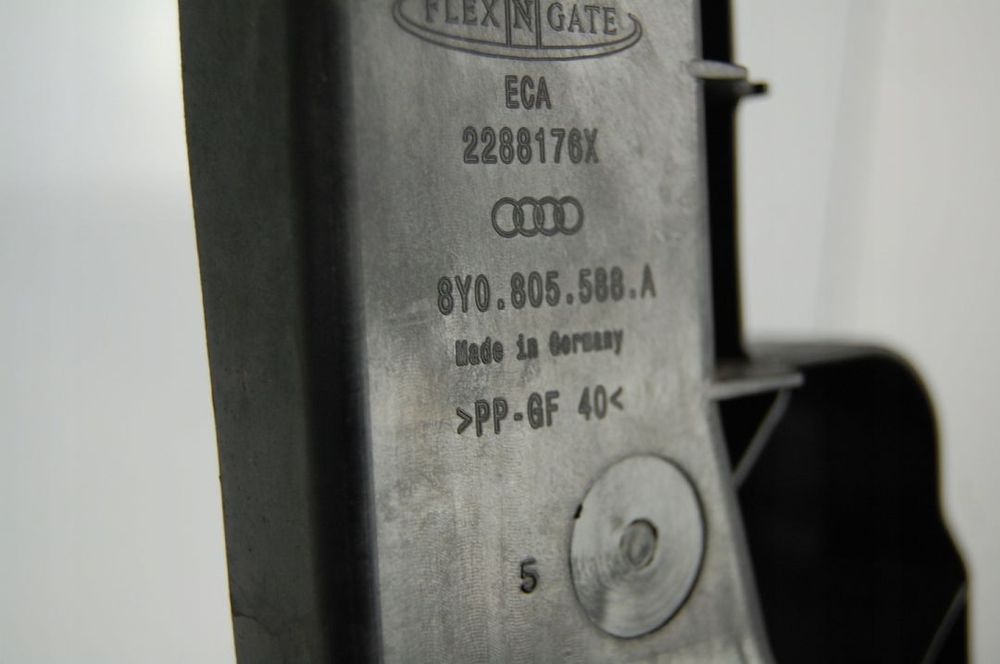 FLEX N GATE
ECA
2288176X
8Y0.805.588.A
Made in Germany
>PP-GF 40<
5